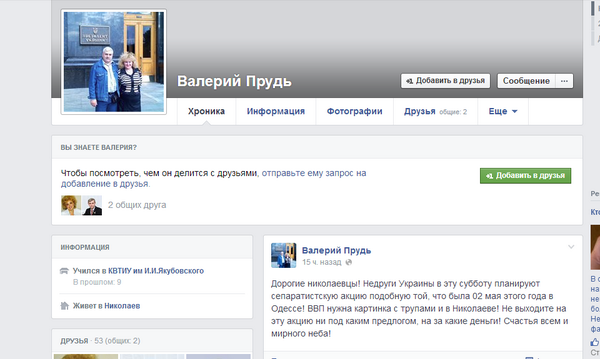 Валерий Прудь
Добавить в друзья
Сообщение
Хроника
Информация
Фотографии
Друзья общие: 2
Еще
ВЫ ЗНАЕТЕ ВАЛЕРИЯ?
Чтобы посмотреть, чем он делится с друзьями, отправьте ему запрос на
добавление в друзья.
Добавить в друзья
2 общих друга
ИНФОРМАЦИЯ
Учился в КВТИУ им И.И.Якубовского
В прошлом: 9
Живет в Николаев
ДРУЗЬЯ · 53 (общих: 2)
Валерий Прудь
15 ч. назад
Дорогие николаевцы! Недруги Украины в эту субботу планируют
сепаратистскую акцию подобную той, что была 02 мая этого года в
Одессе! ВВП нужна картинка с трупами и в Николаеве! Не выходите на
эту акцию ни под каким предлогом, на за какие деньги! Счастья всем и
мирного неба!